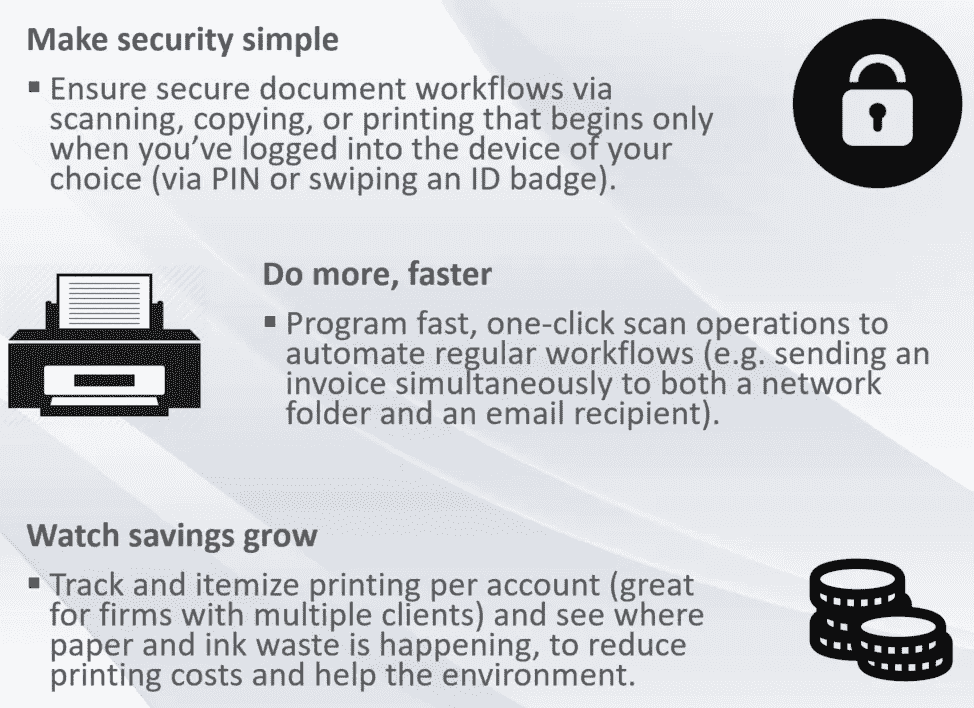 Make security simple
▪ Ensure secure document workflows via
scanning, copying, or printing that begins only
when you’ve logged into the device of your
choice (via PIN or swiping an ID badge).
Do more, faster
▪ Program fast, one-click scan operations to
automate regular workflows (e.g. sending an
invoice simultaneously to both a network
folder and an email recipient).
Watch savings grow
▪ Track and itemize printing per account (great
for firms with multiple clients) and see where
paper and ink waste is happening, to reduce
printing costs and help the environment.